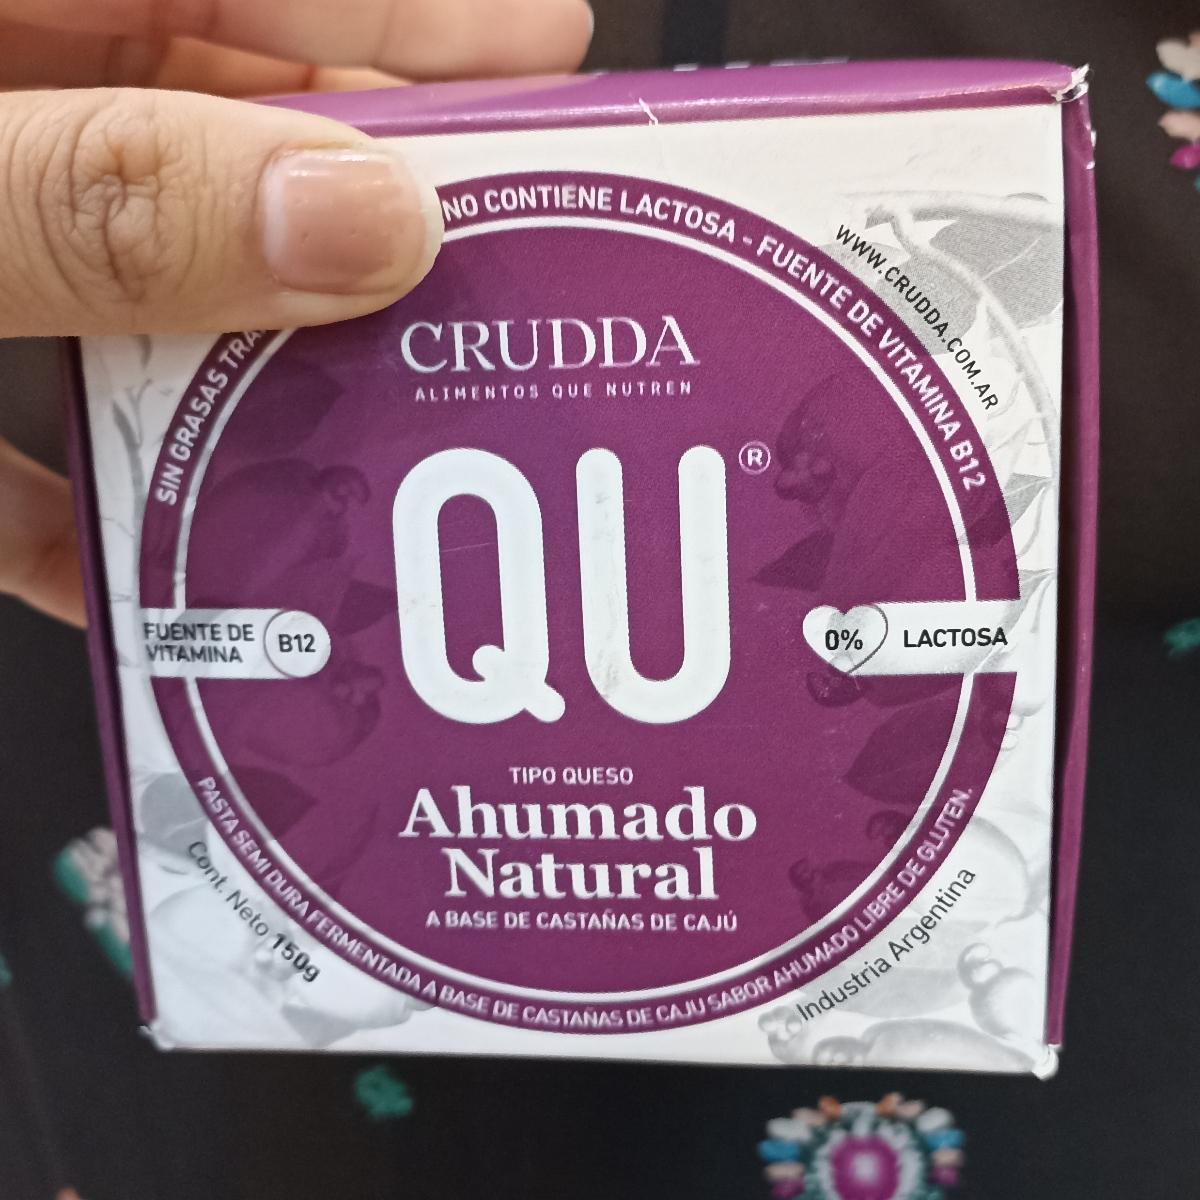 SIN GRASAS
NO CONTIENE LACTOSA - FUENTE DE VITAMINA B12
WWW.CRUDDA.COM.AR
CRUDDA
ALIMENTOS QUE NUTREN
QU®
FUENTE DE
VITAMINA
B12
0% LACTOSA
TIPO QUESO
Ahumado
Natural
A BASE DE CASTAÑAS DE CAJÚ
PASTA SEMI DURA FERMENTADA A BASE DE CASTAÑAS DE CAJU SABOR AHUMADO LIBRE DE GLUTEN.
Cont. Neto 150g
Industria Argentina